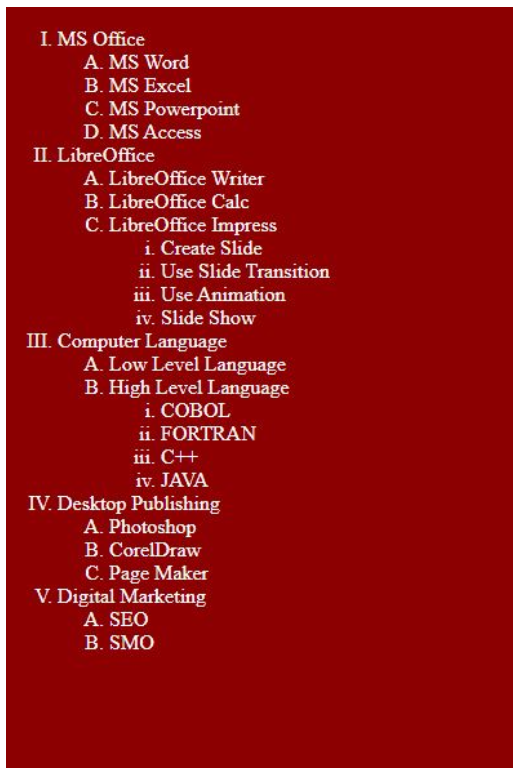 I. MS Office
A. MS Word
B. MS Excel
C. MS Powerpoint
D. MS Access
II. LibreOffice
A. LibreOffice Writer
B. LibreOffice Calc
C. LibreOffice Impress
i. Create Slide
ii. Use Slide Transition
iii. Use Animation
iv. Slide Show
III. Computer Language
A. Low Level Language
B. High Level Language
i. COBOL
ii. FORTRAN
iii. C++
iv. JAVA
IV. Desktop Publishing
A. Photoshop
B. CorelDraw
C. Page Maker
V. Digital Marketing
A. SEO
B. SMO